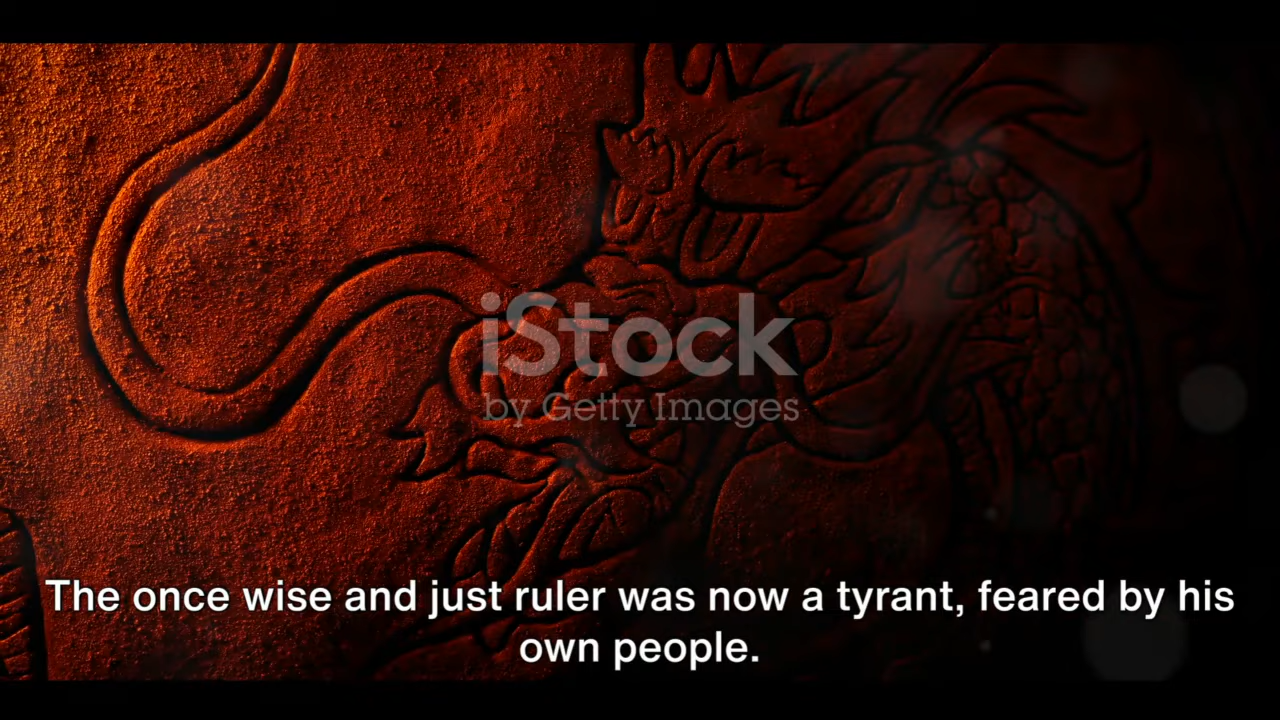 iStock
by Getty Images
The once wise and just ruler was now a tyrant, feared by his
own people.